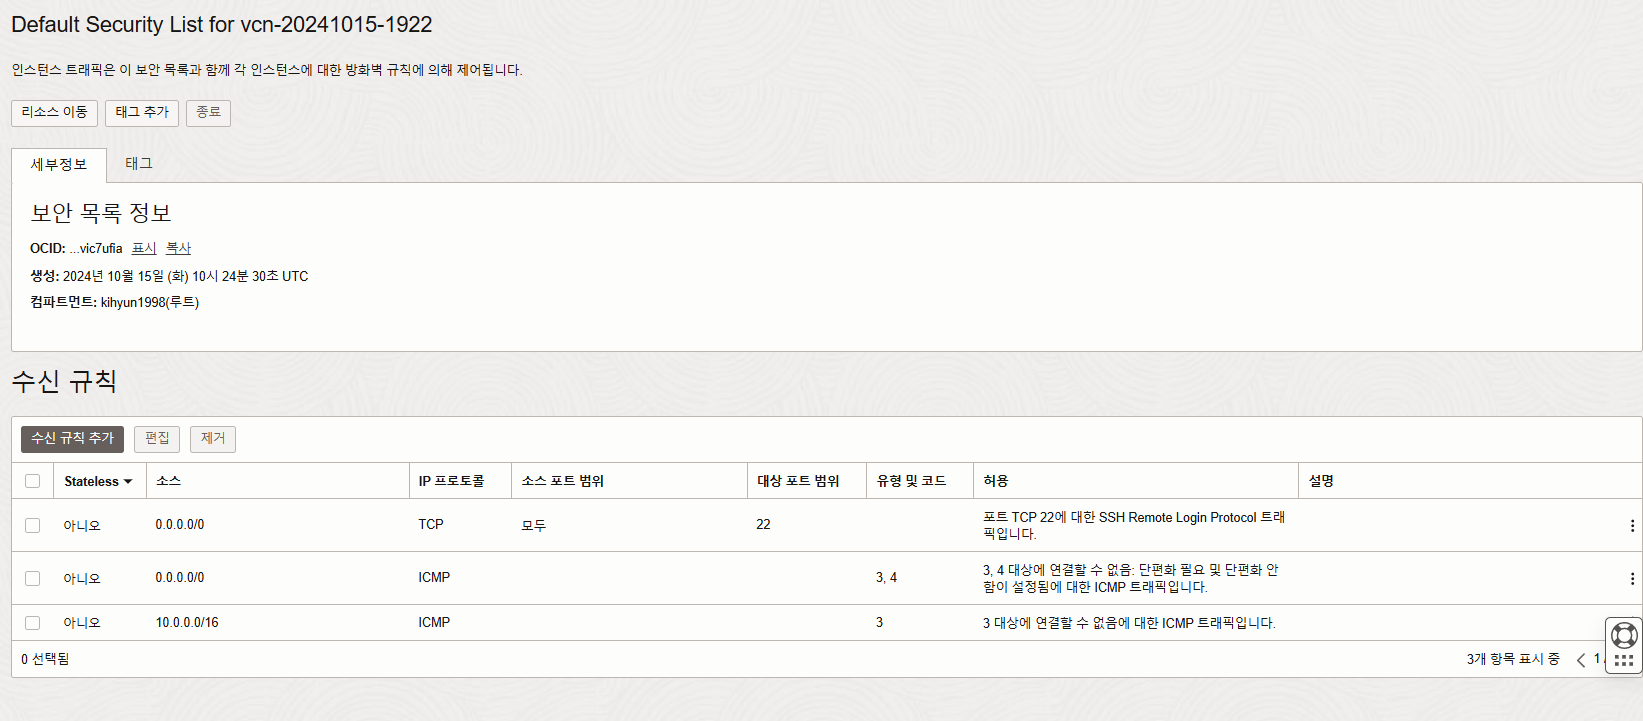 Default Security List for vcn-20241015-1922
인스턴스 트래픽은 이 보안 목록과 함께 각 인스턴스에 대한 방화벽 규칙에 의해 제어됩니다.
리소스 이동 태그 추가 종료
세부정보 태그
보안 목록 정보
OCID: ...vic7ufia 표시 복사
생성: 2024년 10월 15일 (화) 10시 24분 30초 UTC
컴파트먼트: kihyun1998(루트)
수신 규칙
수신 규칙 추가 편집 제거
Stateless 소스 IP 프로토콜 소스 포트 범위 대상 포트 범위 유형 및 코드 허용 설명
아니오 0.0.0.0/0 TCP 모두 22 포트 TCP 22에 대한 SSH Remote Login Protocol 트래
픽입니다.
아니오 0.0.0.0/0 ICMP 3, 4 3, 4 대상에 연결할 수 없음: 단편화 필요 및 단편화 안
함이 설정됨에 대한 ICMP 트래픽입니다.
아니오 10.0.0.0/16 ICMP 3 3 대상에 연결할 수 없음에 대한 ICMP 트래픽입니다.
0 선택됨 3개 항목 표시 중 1